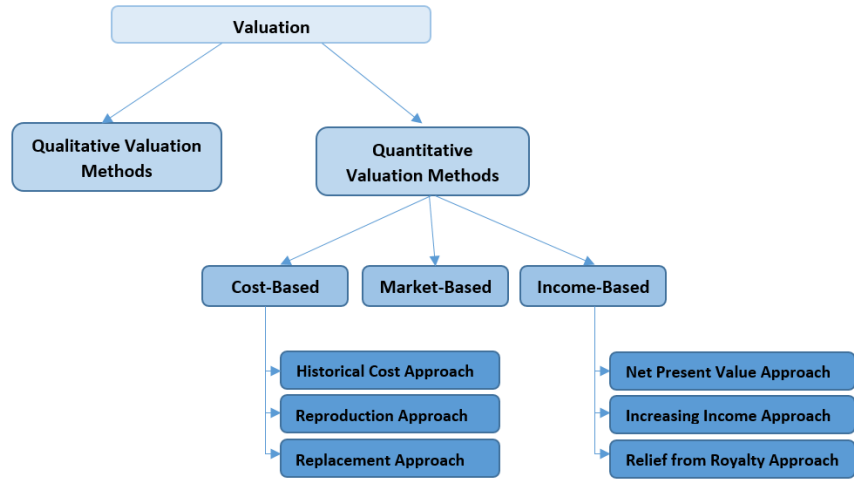 Valuation
Qualitative Valuation
Methods
Quantitative
Valuation Methods
Cost-Based
Market-Based
Income-Based
Historical Cost Approach
Reproduction Approach
Replacement Approach
Net Present Value Approach
Increasing Income Approach
Relief from Royalty Approach